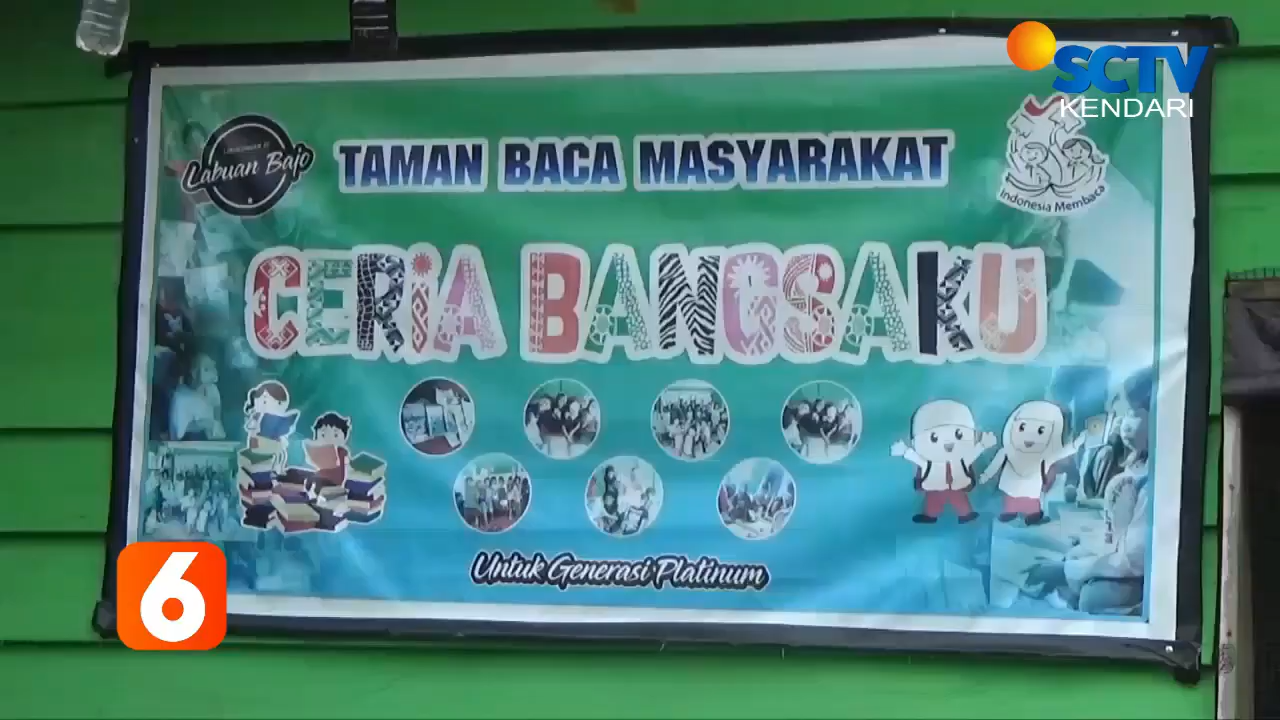 SCTV
KENDARI
Labuan Bajo
TAMAN BACA MASYARAKAT
Indonesia Membaca
CERIA BANGSAKU
Untuk Generasi Platinum
6